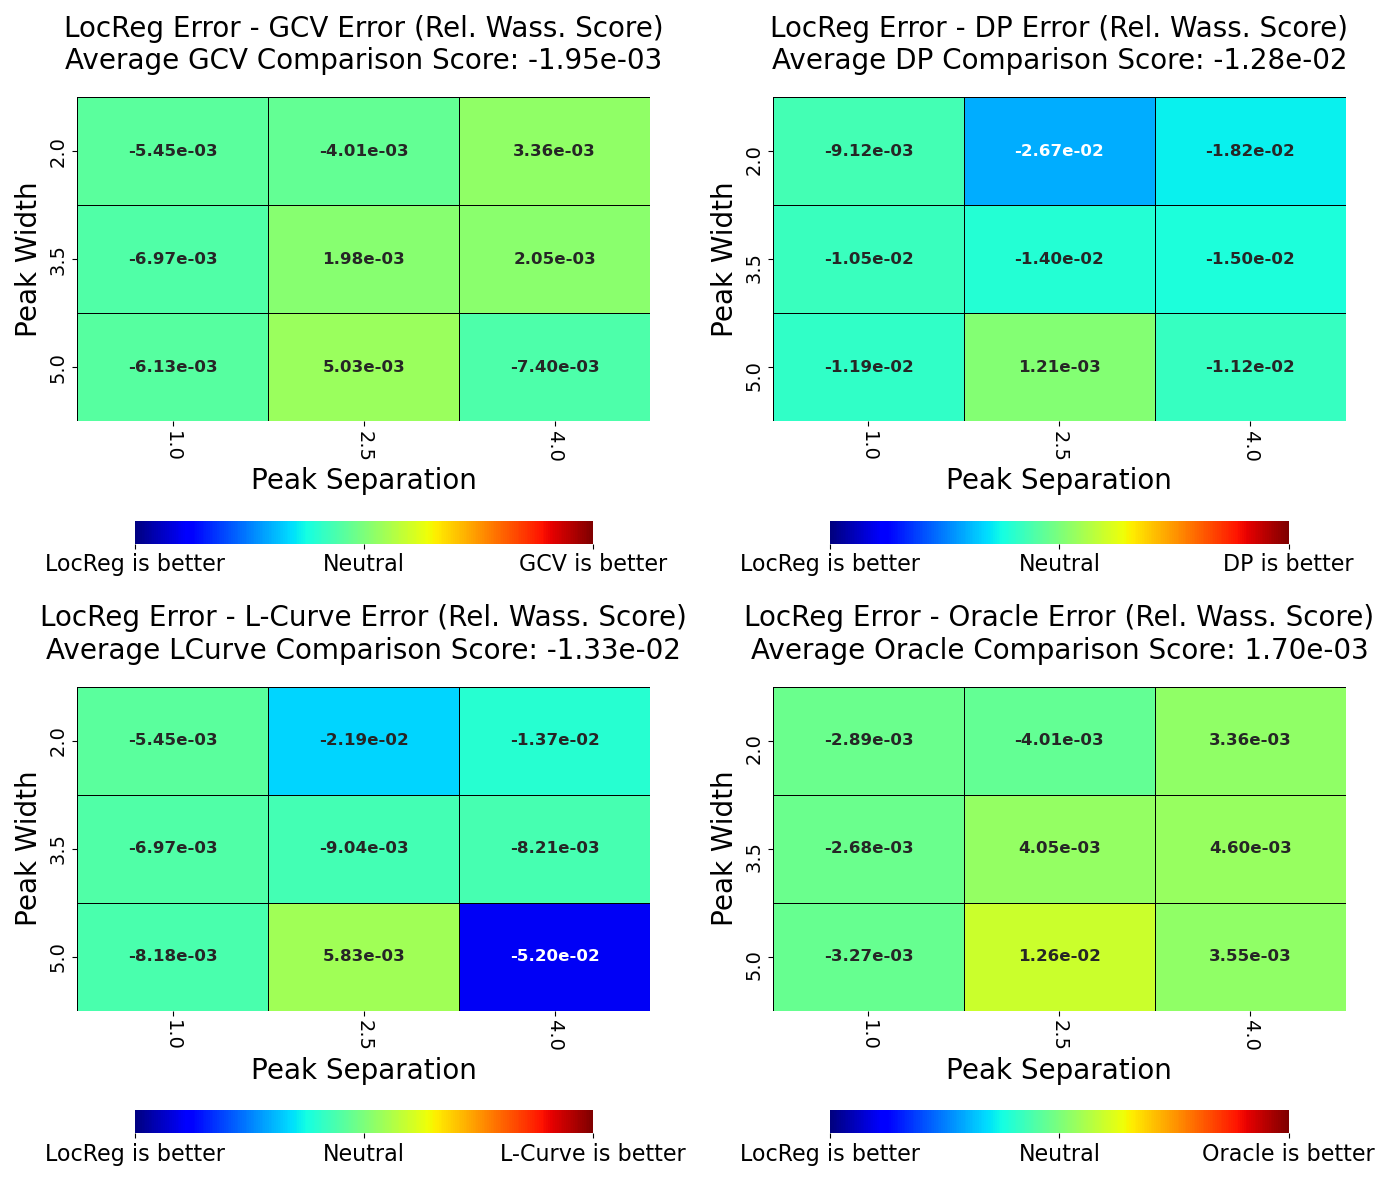 LocReg Error - GCV Error (Rel. Wass. Score)
Average GCV Comparison Score: -1.95e-03
Peak Width
2.0
-5.45e-03 -4.01e-03 3.36e-03
3.5
-6.97e-03 1.98e-03 2.05e-03
5.0
-6.13e-03 5.03e-03 -7.40e-03
1.0 2.5 4.0
Peak Separation
LocReg is better Neutral GCV is better
LocReg Error - DP Error (Rel. Wass. Score)
Average DP Comparison Score: -1.28e-02
Peak Width
2.0
-9.12e-03 -2.67e-02 -1.82e-02
3.5
-1.05e-02 -1.40e-02 -1.50e-02
5.0
-1.19e-02 1.21e-03 -1.12e-02
1.0 2.5 4.0
Peak Separation
LocReg is better Neutral DP is better
LocReg Error - L-Curve Error (Rel. Wass. Score)
Average LCurve Comparison Score: -1.33e-02
Peak Width
2.0
-5.45e-03 -2.19e-02 -1.37e-02
3.5
-6.97e-03 -9.04e-03 -8.21e-03
5.0
-8.18e-03 5.83e-03 -5.20e-02
1.0 2.5 4.0
Peak Separation
LocReg is better Neutral L-Curve is better
LocReg Error - Oracle Error (Rel. Wass. Score)
Average Oracle Comparison Score: 1.70e-03
Peak Width
2.0
-2.89e-03 -4.01e-03 3.36e-03
3.5
-2.68e-03 4.05e-03 4.60e-03
5.0
-3.27e-03 1.26e-02 3.55e-03
1.0 2.5 4.0
Peak Separation
LocReg is better Neutral Oracle is better